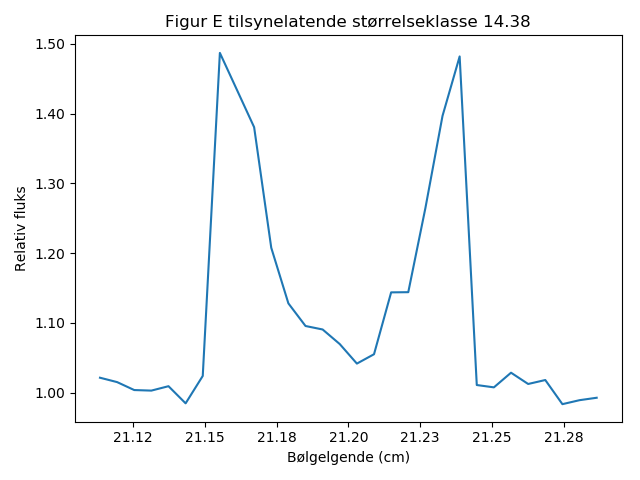 Figur E tilsynelatende størrelseklasse 14.38
1.50
1.40
1.30
1.20
1.10
1.00
Relativ fluks
21.12 21.15 21.18 21.20 21.23 21.25 21.28
Bølgelgende (cm)